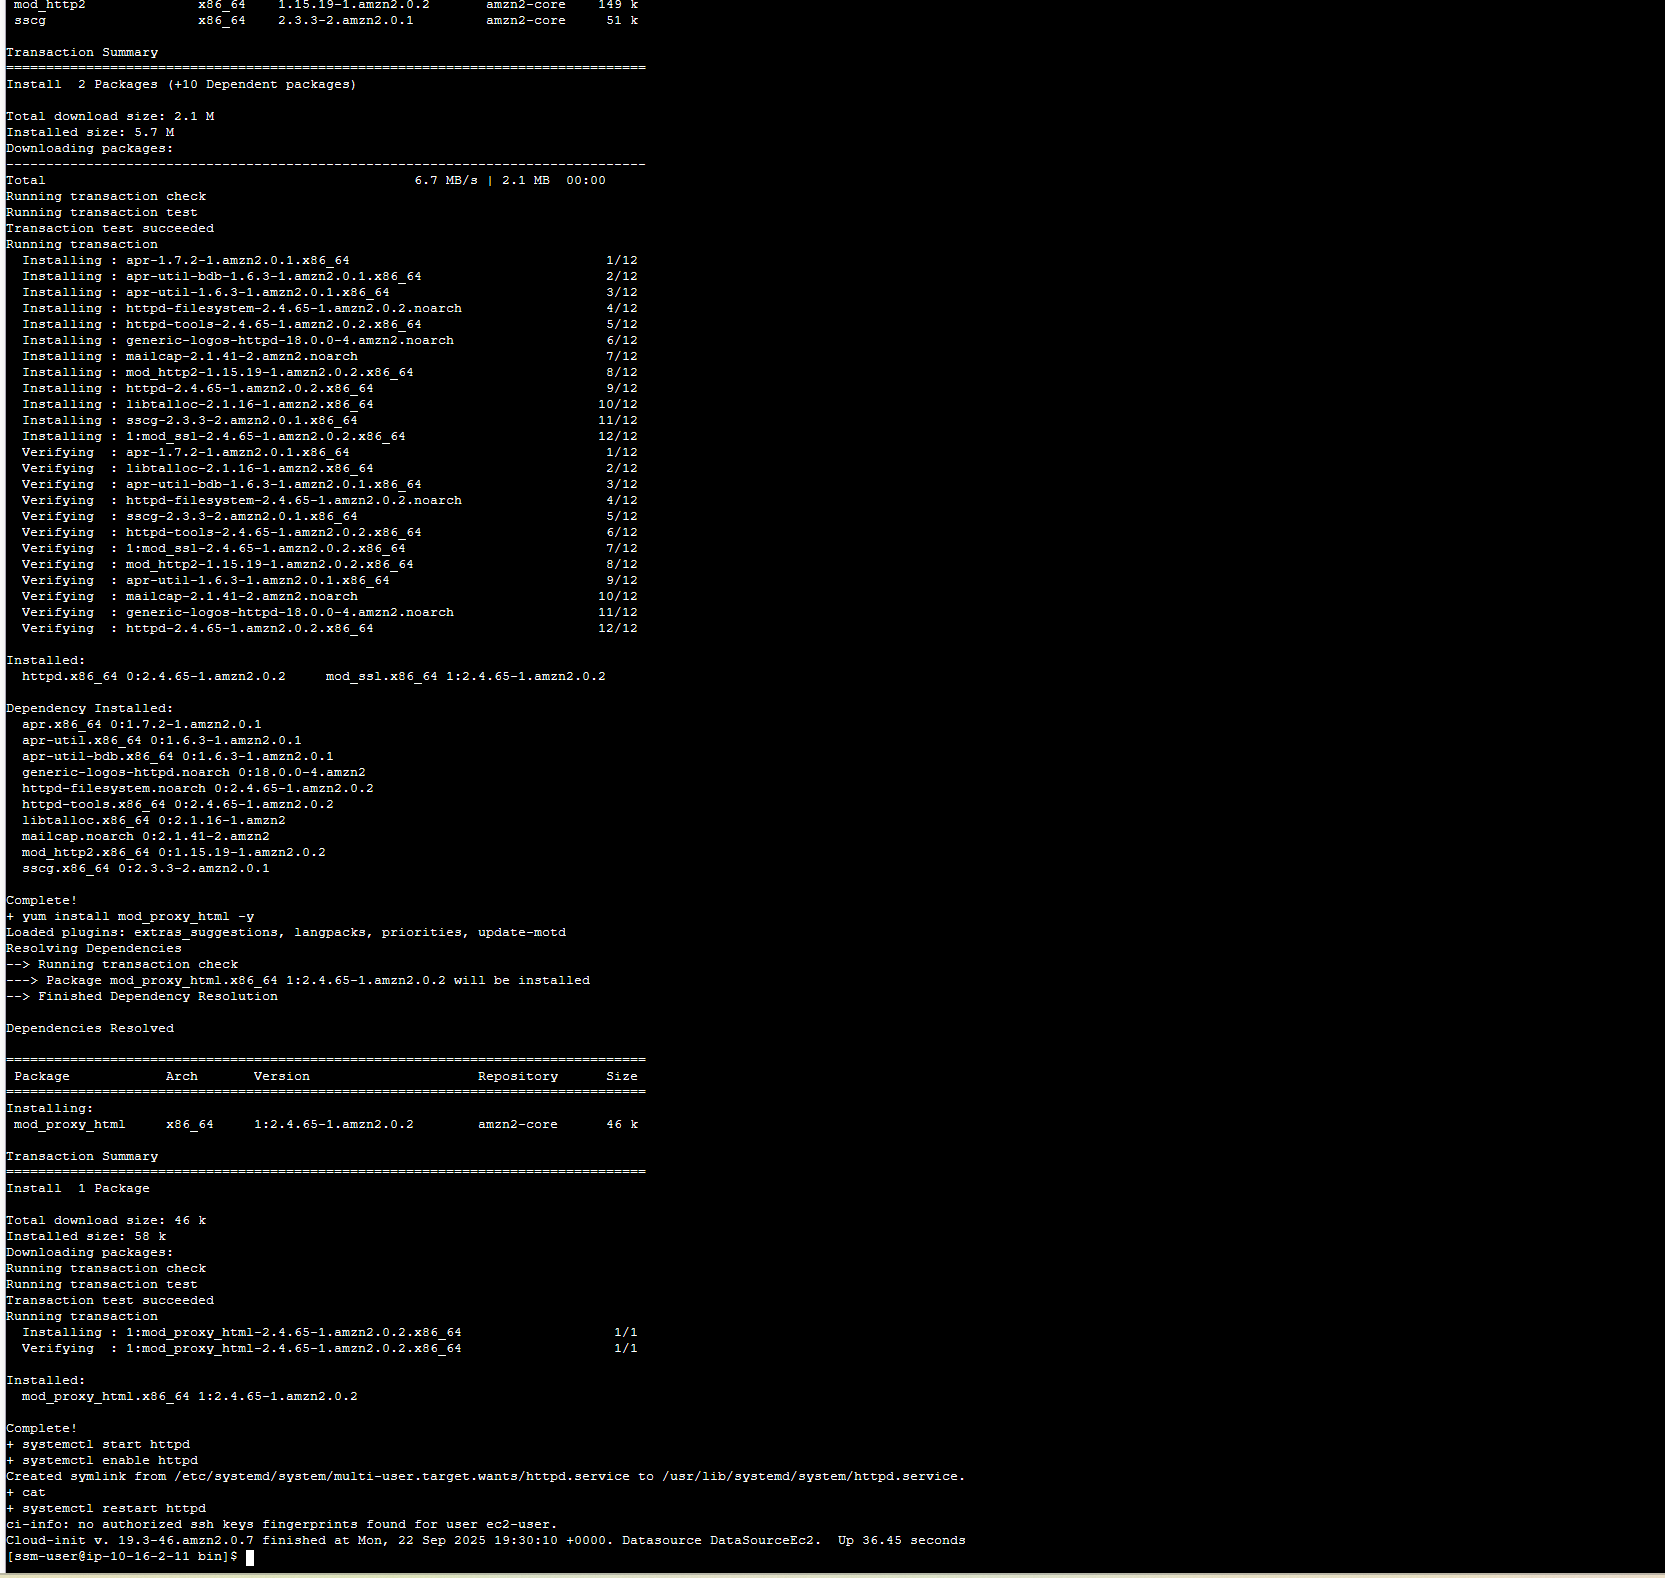 mod_http2 x86_64 1.15.19-1.amzn2.0.2 amzn2-core 149 k
sscg x86_64 2.3.3-2.amzn2.0.1 amzn2-core 51 k
Transaction Summary
================================================================================
Install 2 Packages (+10 Dependent packages)
Total download size: 2.1 M
Installed size: 5.7 M
Downloading packages:
--------------------------------------------------------------------------------
Total 6.7 MB/s | 2.1 MB 00:00
Running transaction check
Running transaction test
Transaction test succeeded
Running transaction
Installing : apr-1.7.2-1.amzn2.0.1.x86_64 1/12
Installing : apr-util-bdb-1.6.3-1.amzn2.0.1.x86_64 2/12
Installing : apr-util-1.6.3-1.amzn2.0.1.x86_64 3/12
Installing : httpd-filesystem-2.4.65-1.amzn2.0.2.noarch 4/12
Installing : httpd-tools-2.4.65-1.amzn2.0.2.x86_64 5/12
Installing : generic-logos-httpd-18.0.0-4.amzn2.noarch 6/12
Installing : mailcap-2.1.41-2.amzn2.noarch 7/12
Installing : mod_http2-1.15.19-1.amzn2.0.2.x86_64 8/12
Installing : httpd-2.4.65-1.amzn2.0.2.x86_64 9/12
Installing : libtalloc-2.1.16-1.amzn2.x86_64 10/12
Installing : sscg-2.3.3-2.amzn2.0.1.x86_64 11/12
Installing : 1:mod_ssl-2.4.65-1.amzn2.0.2.x86_64 12/12
Verifying : apr-1.7.2-1.amzn2.0.1.x86_64 1/12
Verifying : libtalloc-2.1.16-1.amzn2.x86_64 2/12
Verifying : apr-util-bdb-1.6.3-1.amzn2.0.1.x86_64 3/12
Verifying : httpd-filesystem-2.4.65-1.amzn2.0.2.noarch 4/12
Verifying : sscg-2.3.3-2.amzn2.0.1.x86_64 5/12
Verifying : httpd-tools-2.4.65-1.amzn2.0.2.x86_64 6/12
Verifying : 1:mod_ssl-2.4.65-1.amzn2.0.2.x86_64 7/12
Verifying : mod_http2-1.15.19-1.amzn2.0.2.x86_64 8/12
Verifying : apr-util-1.6.3-1.amzn2.0.1.x86_64 9/12
Verifying : mailcap-2.1.41-2.amzn2.noarch 10/12
Verifying : generic-logos-httpd-18.0.0-4.amzn2.noarch 11/12
Verifying : httpd-2.4.65-1.amzn2.0.2.x86_64 12/12
Installed:
httpd.x86_64 0:2.4.65-1.amzn2.0.2 mod_ssl.x86_64 1:2.4.65-1.amzn2.0.2
Dependency Installed:
apr.x86_64 0:1.7.2-1.amzn2.0.1
apr-util.x86_64 0:1.6.3-1.amzn2.0.1
apr-util-bdb.x86_64 0:1.6.3-1.amzn2.0.1
generic-logos-httpd.noarch 0:18.0.0-4.amzn2
httpd-filesystem.noarch 0:2.4.65-1.amzn2.0.2
httpd-tools.x86_64 0:2.4.65-1.amzn2.0.2
libtalloc.x86_64 0:2.1.16-1.amzn2
mailcap.noarch 0:2.1.41-2.amzn2
mod_http2.x86_64 0:1.15.19-1.amzn2.0.2
sscg.x86_64 0:2.3.3-2.amzn2.0.1
Complete!
+ yum install mod_proxy_html -y
Loaded plugins: extras_suggestions, langpacks, priorities, update-motd
Resolving Dependencies
--> Running transaction check
---> Package mod_proxy_html.x86_64 1:2.4.65-1.amzn2.0.2 will be installed
--> Finished Dependency Resolution
Dependencies Resolved
================================================================================
Package Arch Version Repository Size
================================================================================
Installing:
mod_proxy_html x86_64 1:2.4.65-1.amzn2.0.2 amzn2-core 46 k
Transaction Summary
================================================================================
Install 1 Package
Total download size: 46 k
Installed size: 58 k
Downloading packages:
Running transaction check
Running transaction test
Transaction test succeeded
Running transaction
Installing : 1:mod_proxy_html-2.4.65-1.amzn2.0.2.x86_64 1/1
Verifying : 1:mod_proxy_html-2.4.65-1.amzn2.0.2.x86_64 1/1
Installed:
mod_proxy_html.x86_64 1:2.4.65-1.amzn2.0.2
Complete!
+ systemctl start httpd
+ systemctl enable httpd
Created symlink from /etc/systemd/system/multi-user.target.wants/httpd.service to /usr/lib/systemd/system/httpd.service.
+ cat
+ systemctl restart httpd
ci-info: no authorized ssh keys fingerprints found for user ec2-user.
Cloud-init v. 19.3-46.amzn2.0.7 finished at Mon, 22 Sep 2025 19:30:10 +0000. Datasource DataSourceEc2. Up 36.45 seconds
[ssm-user@ip-10-16-2-11 bin]$